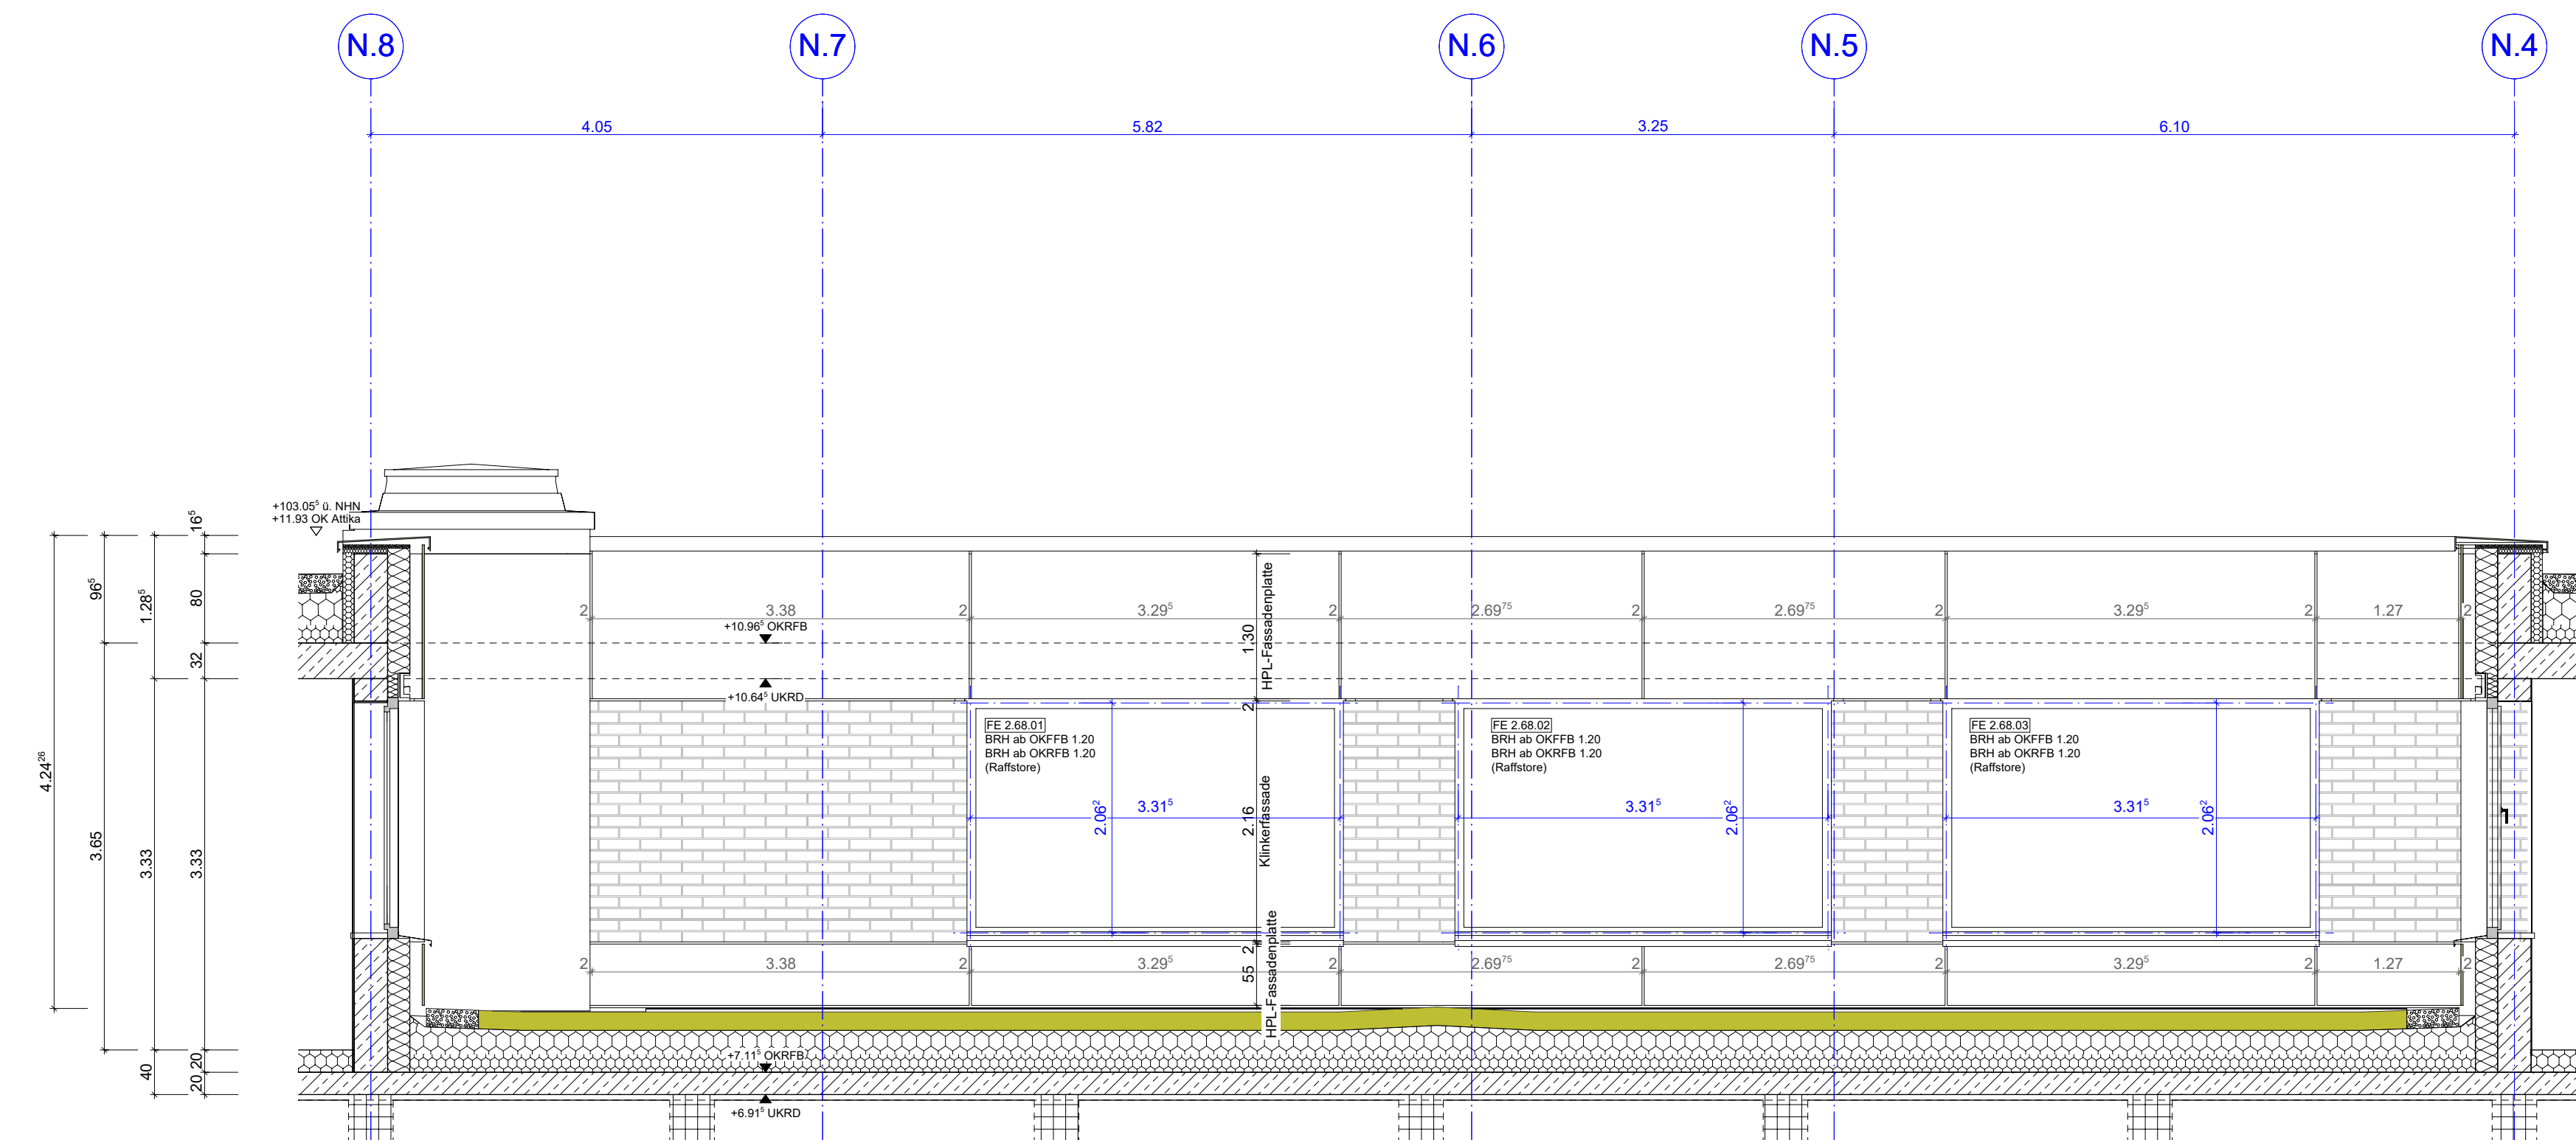 N.8 N.7 N.6 N.5 N.4
4.05 5.82 3.25 6.10
+103.05⁵ ü. NHN
+11.93 OK Attika
16⁵
96⁵
1.28⁵
80
32
4.24²⁶
3.65
3.33
3.33
40
20
20
2 3.38 2 3.29⁵ 2 2.69⁷⁵ 2 2.69⁷⁵ 2 3.29⁵ 2 1.27 2
+10.96⁵ OKRFB
+10.64⁵ UKRD
1.30
HPL-Fassadenplatte
2
FE 2.68.01
BRH ab OKFFB 1.20
BRH ab OKRFB 1.20
(Raffstore)
2.06²
3.31⁵
2.16
Klinkerfassade
FE 2.68.02
BRH ab OKFFB 1.20
BRH ab OKRFB 1.20
(Raffstore)
3.31⁵
2.06²
FE 2.68.03
BRH ab OKFFB 1.20
BRH ab OKRFB 1.20
(Raffstore)
3.31⁵
2.06²
2
55
HPL-Fassadenplatte
2 3.38 2 3.29⁵ 2 2.69⁷⁵ 2 2.69⁷⁵ 2 3.29⁵ 2 1.27 2
+7.11⁵ OKRFB
+6.91⁵ UKRD